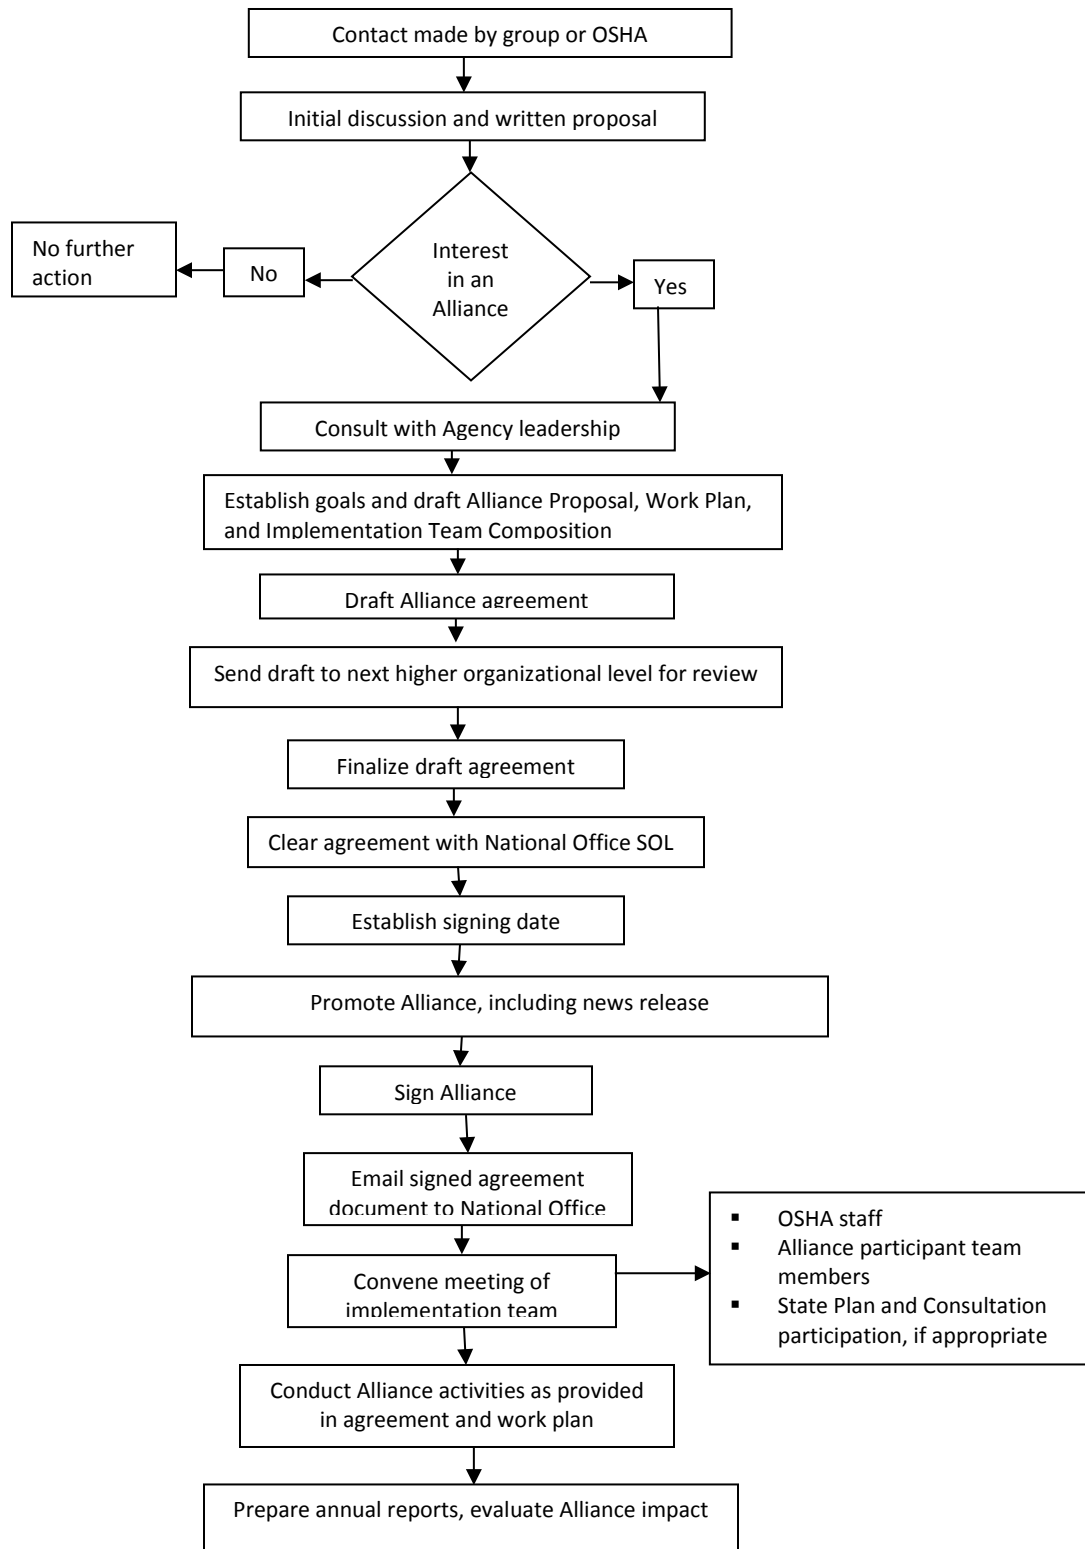 Contact made by group or OSHA
Initial discussion and written proposal
Interest
in an
Alliance
No further
action
No
Yes
Consult with Agency leadership
Establish goals and draft Alliance Proposal, Work Plan,
and Implementation Team Composition
Draft Alliance agreement
Send draft to next higher organizational level for review
Finalize draft agreement
Clear agreement with National Office SOL
Establish signing date
Promote Alliance, including news release
Sign Alliance
Email signed agreement
document to National Office
Convene meeting of
implementation team
▪ OSHA staff
▪ Alliance participant team
members
▪ State Plan and Consultation
participation, if appropriate
Conduct Alliance activities as provided
in agreement and work plan
Prepare annual reports, evaluate Alliance impact